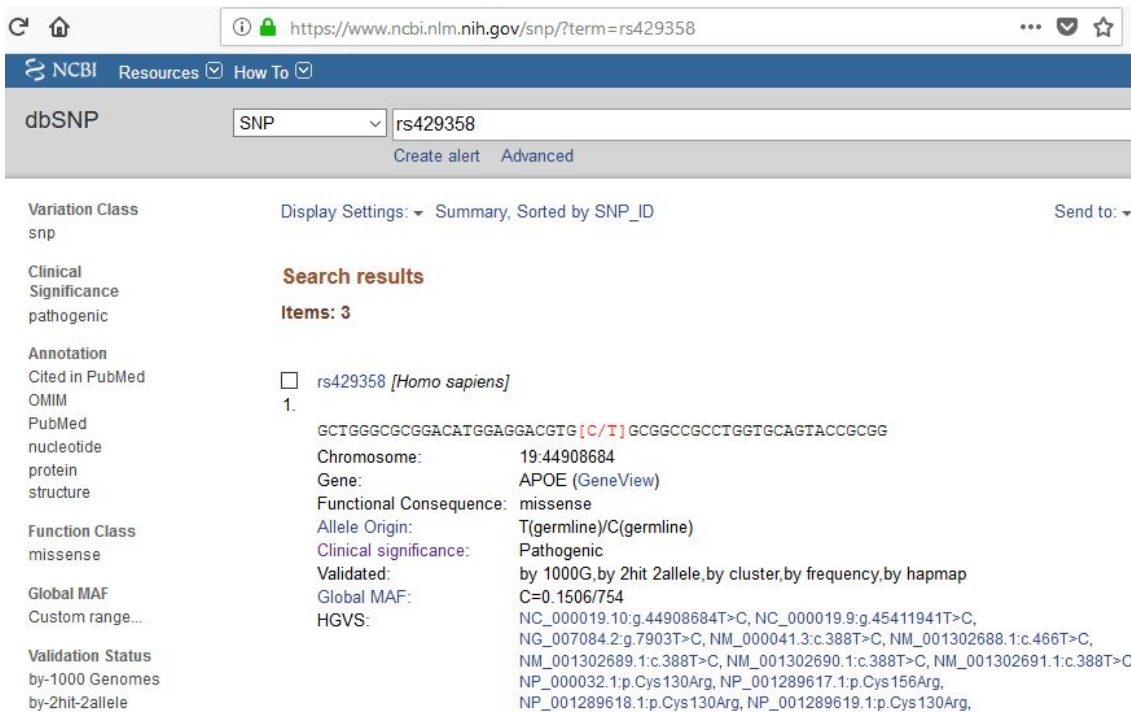 https://www.ncbi.nlm.nih.gov/snp/?term=rs429358
NCBI Resources How To
dbSNP SNP rs429358
Create alert Advanced
Variation Class
snp
Clinical
Significance
pathogenic
Annotation
Cited in PubMed
OMIM
PubMed
nucleotide
protein
structure
Function Class
missense
Global MAF
Custom range...
Validation Status
by-1000 Genomes
by-2hit-2allele
Display Settings: Summary, Sorted by SNP_ID Send to:
Search results
Items: 3
rs429358 [Homo sapiens]
1.
GCTGGGCGCGGACATGGAGGACGTG[C/T]GCGGCCGCCTGGTGCAGTACCGCGG
Chromosome: 19:44908684
Gene: APOE (GeneView)
Functional Consequence: missense
Allele Origin: T(germline)/C(germline)
Clinical significance: Pathogenic
Validated: by 1000G,by 2hit 2allele,by cluster,by frequency,by hapmap
Global MAF: C=0.1506/754
HGVS: NC_000019.10:g.44908684T>C, NC_000019.9:g.45411941T>C,
NG_007084.2:g.7903T>C, NM_000041.3:c.388T>C, NM_001302688.1:c.466T>C,
NM_001302689.1:c.388T>C, NM_001302690.1:c.388T>C, NM_001302691.1:c.388T>C
NP_000032.1:p.Cys130Arg, NP_001289617.1:p.Cys156Arg,
NP_001289618.1:p.Cys130Arg, NP_001289619.1:p.Cys130Arg,